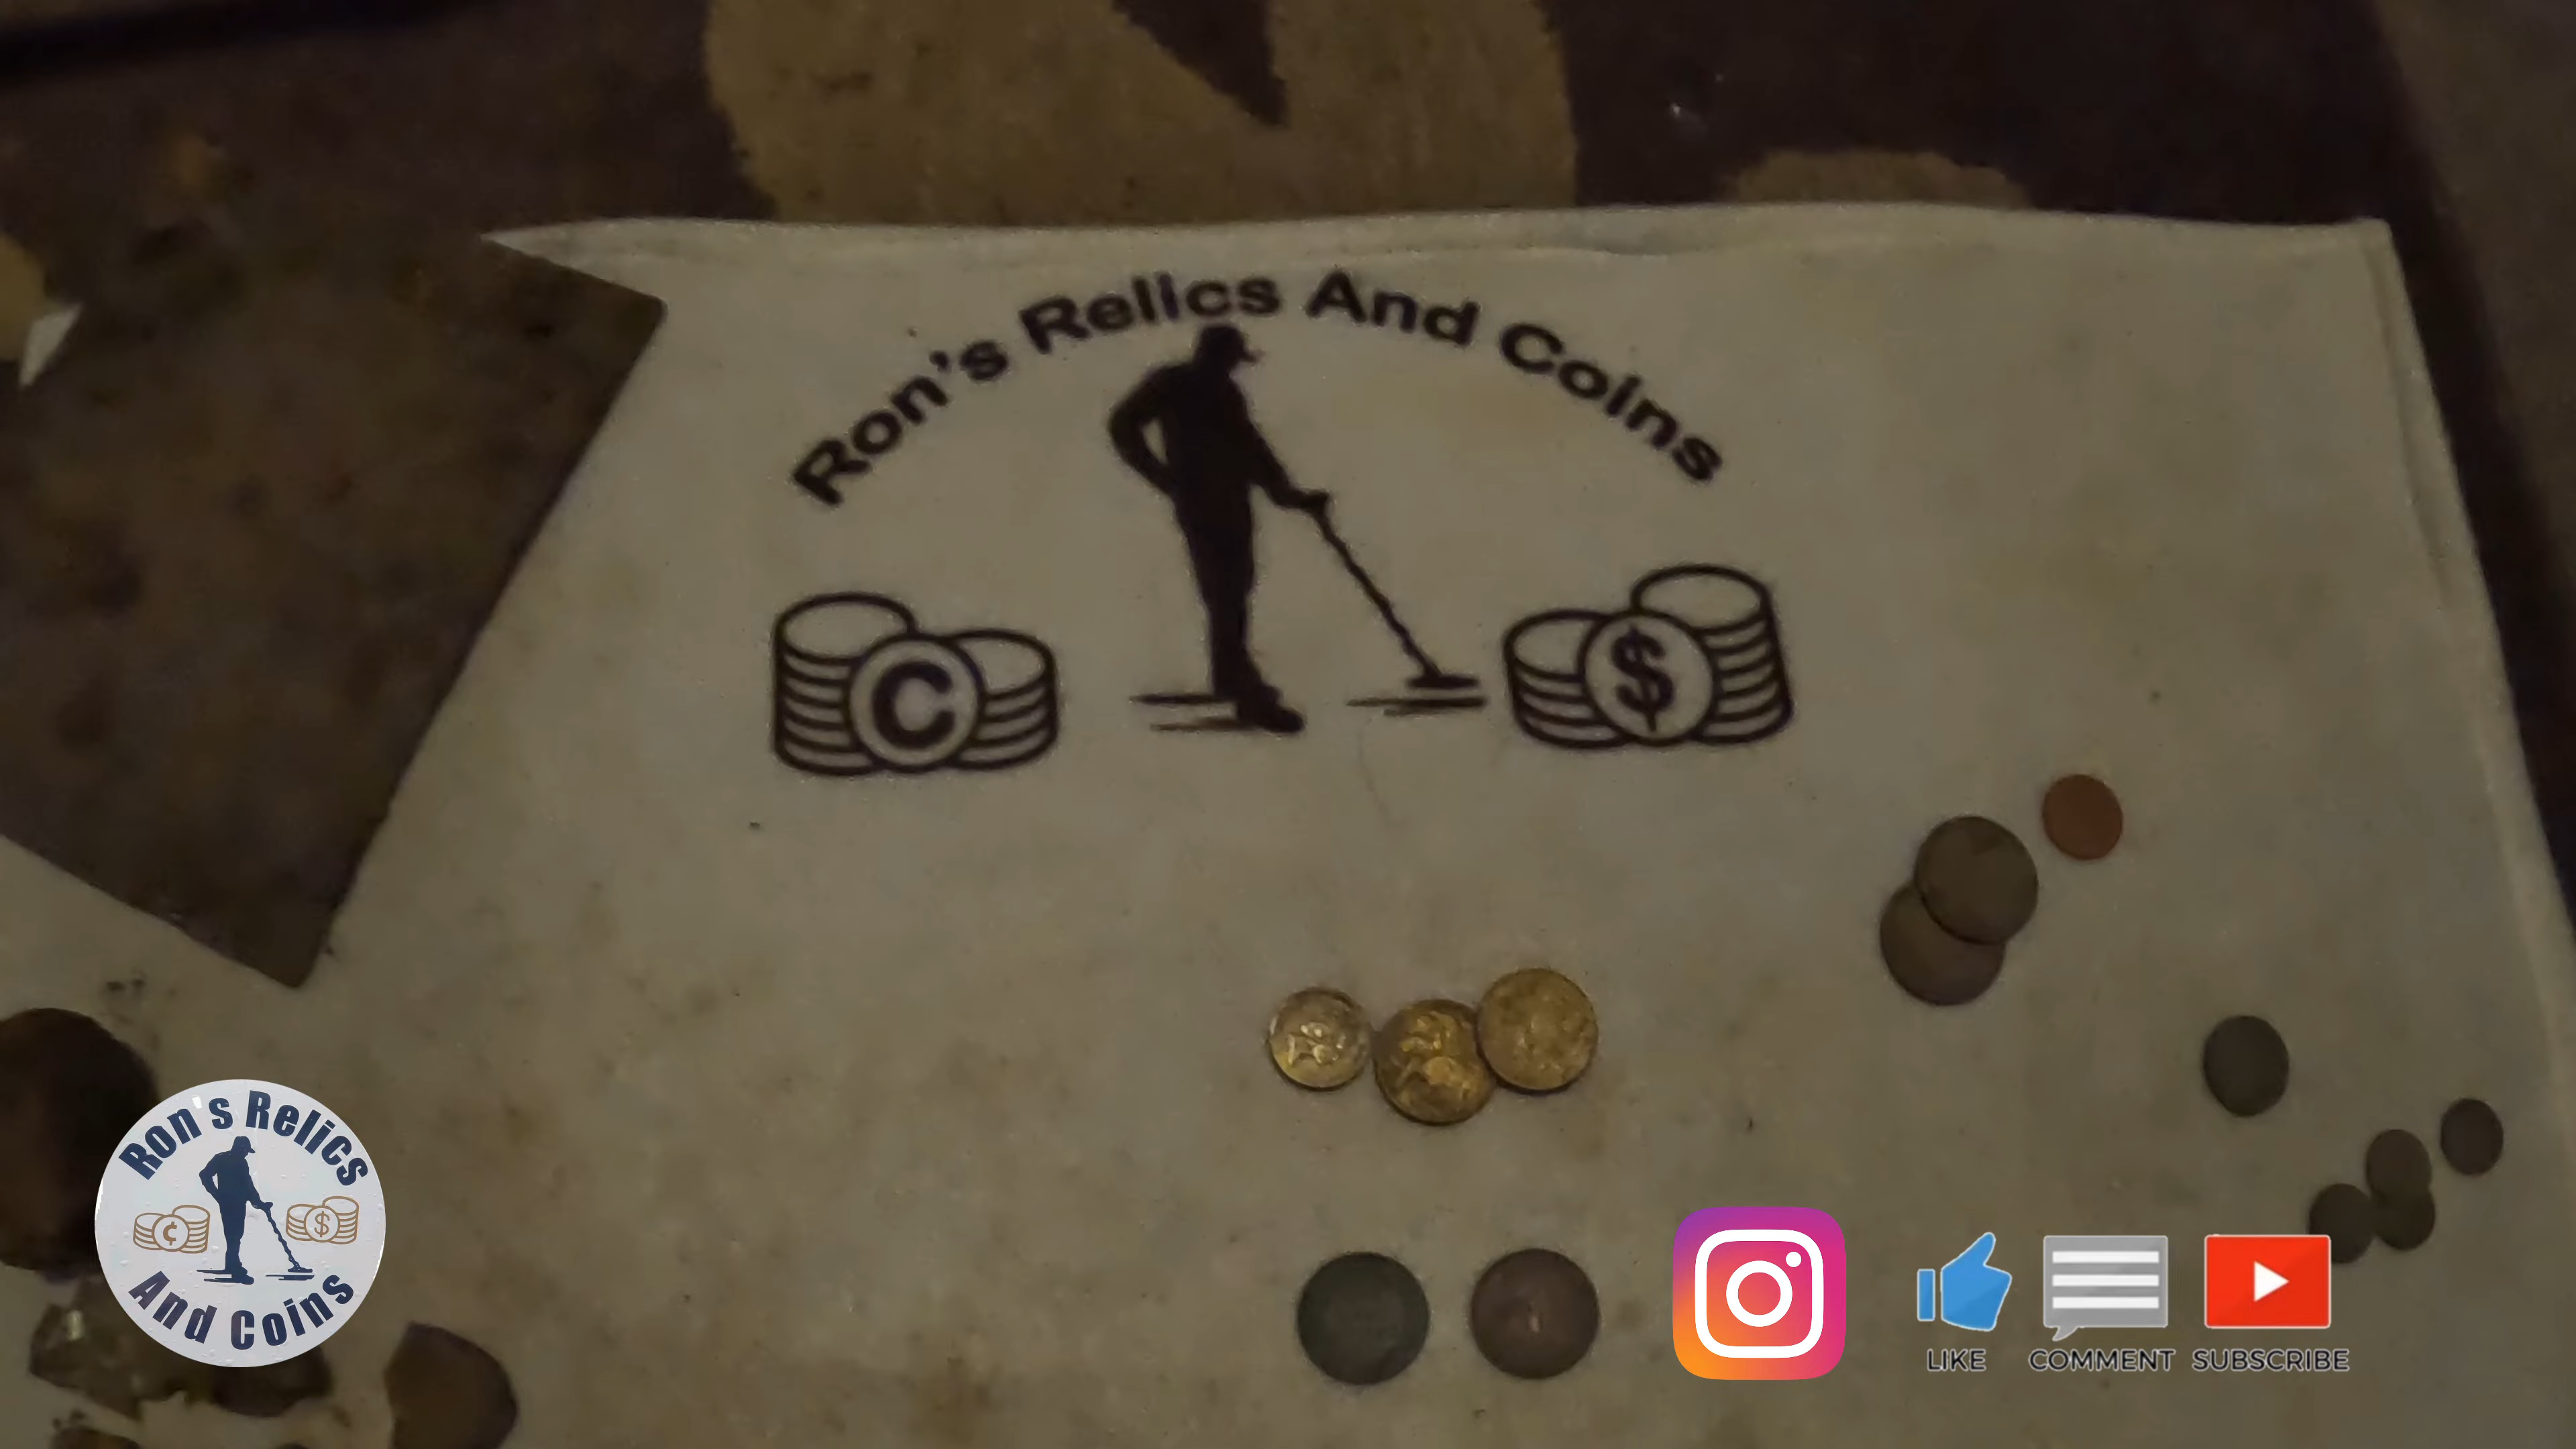 Ron's Relics And Coins
C
$
Ron's Relics
¢
$
And Coins
LIKE
COMMENT
SUBSCRIBE